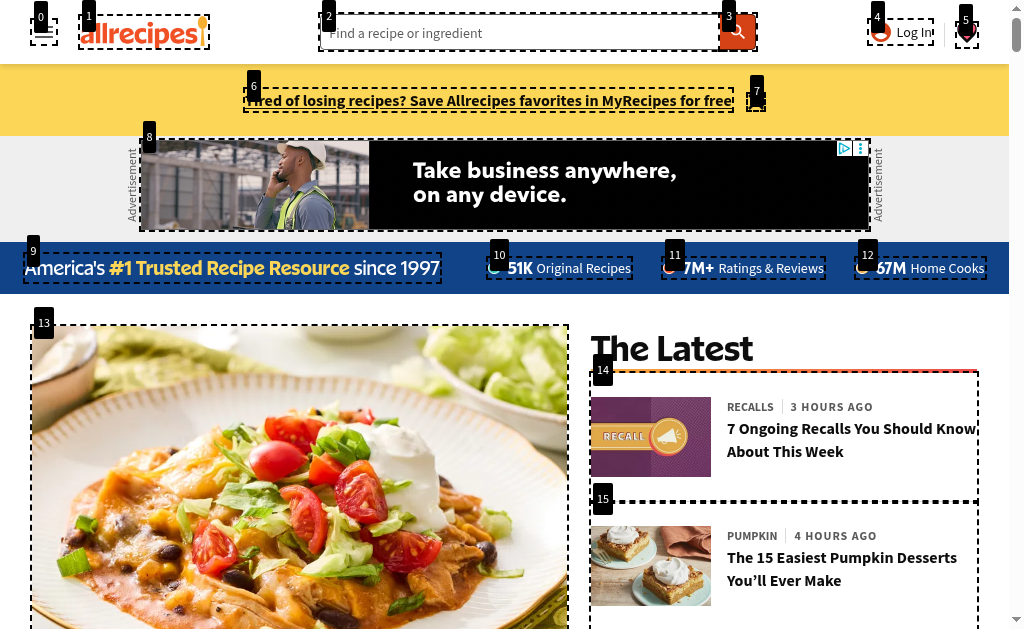 0
1
2
3
4
5
allrecipes
Find a recipe or ingredient
Log In
6
7
Tired of losing recipes? Save Allrecipes favorites in MyRecipes for free
8
Advertisement
Take business anywhere,
on any device.
Advertisement
9
10
11
12
America's #1 Trusted Recipe Resource since 1997
51K Original Recipes
7M+ Ratings & Reviews
67M Home Cooks
13
The Latest
14
RECALL
RECALLS
3 HOURS AGO
7 Ongoing Recalls You Should Know
About This Week
15
PUMPKIN
4 HOURS AGO
The 15 Easiest Pumpkin Desserts
You'll Ever Make